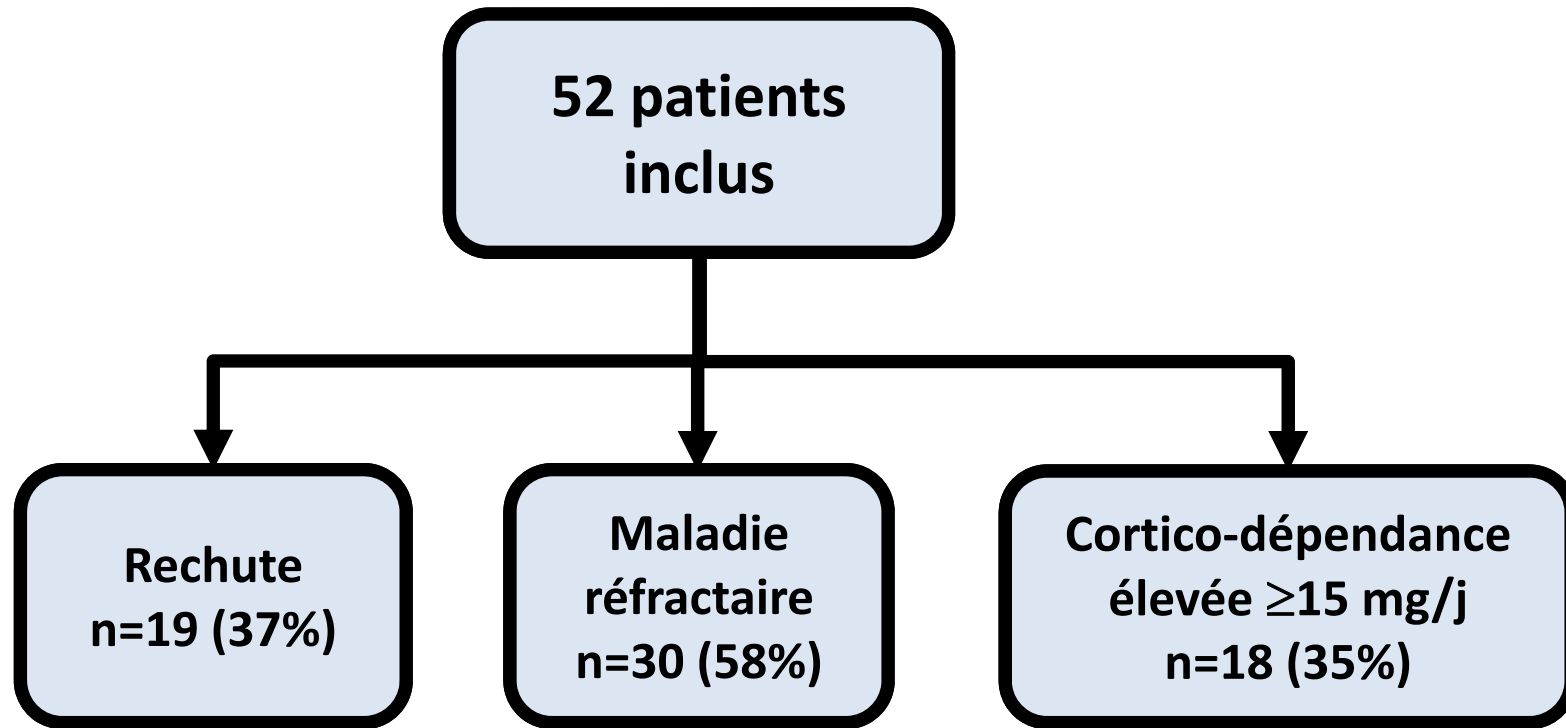 52 patients
inclus
Rechute
n=19 (37%)
Maladie
réfractaire
n=30 (58%)
Cortico-dépendance
élevée ≥15 mg/j
n=18 (35%)